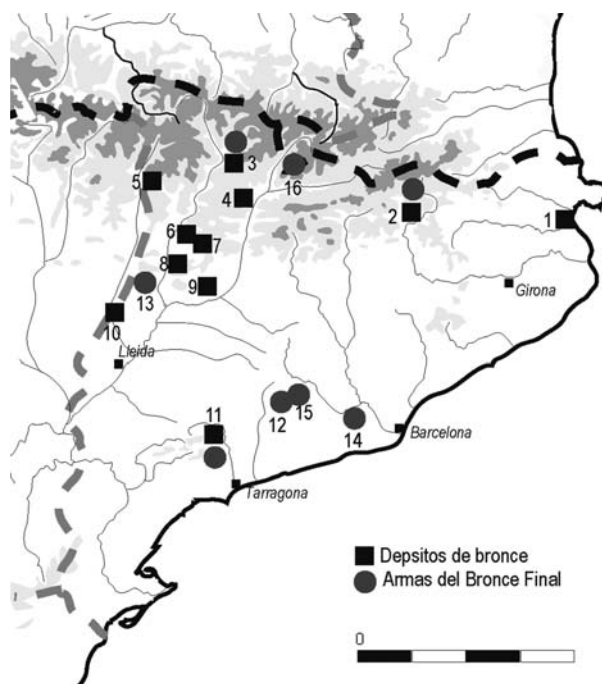 3
16
5
4
2
1
6
7
8
9
13
Girona
10
Lleida
12
15
14
Barcelona
11
Tarragona
Depsitos de bronce
Armas del Bronce Final
0